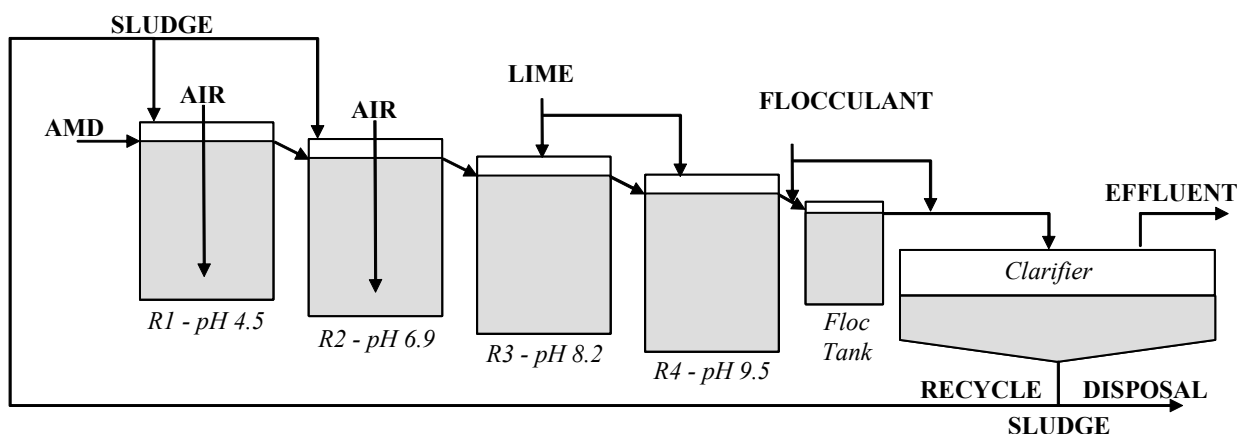 SLUDGE
AIR
AMD
AIR
LIME
FLOCCULANT
EFFLUENT
R1 - pH 4.5
R2 - pH 6.9
R3 - pH 8.2
R4 - pH 9.5
Floc
Tank
Clarifier
RECYCLE DISPOSAL
SLUDGE